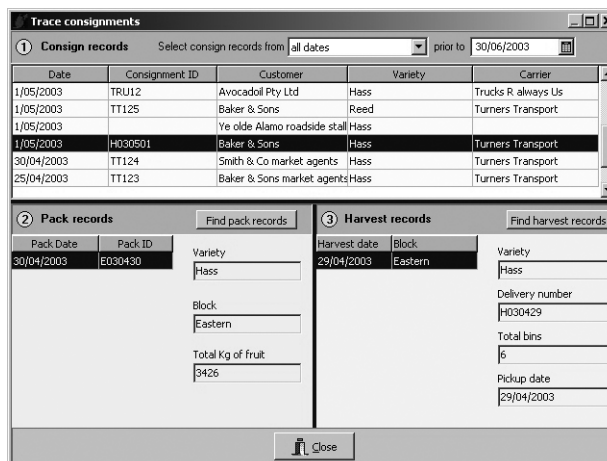 Trace consignments
1 Consign records Select consign records from all dates prior to 30/06/2003
Date Consignment ID Customer Variety Carrier
1/05/2003 TRU12 Avocadoil Pty Ltd Hass Trucks R always Us
1/05/2003 TT125 Baker & Sons Reed Turners Transport
1/05/2003 Ye olde Alamo roadside stall Hass
1/05/2003 H030501 Baker & Sons Hass Turners Transport
30/04/2003 TT124 Smith & Co market agents Hass Turners Transport
25/04/2003 TT123 Baker & Sons market agents Hass Turners Transport
2 Pack records Find pack records
Pack Date Pack ID
30/04/2003 E030430
Variety
Hass
Block
Eastern
Total Kg of fruit
3426
3 Harvest records Find harvest records
Harvest date Block
29/04/2003 Eastern
Variety
Hass
Delivery number
H030429
Total bins
6
Pickup date
29/04/2003
Close